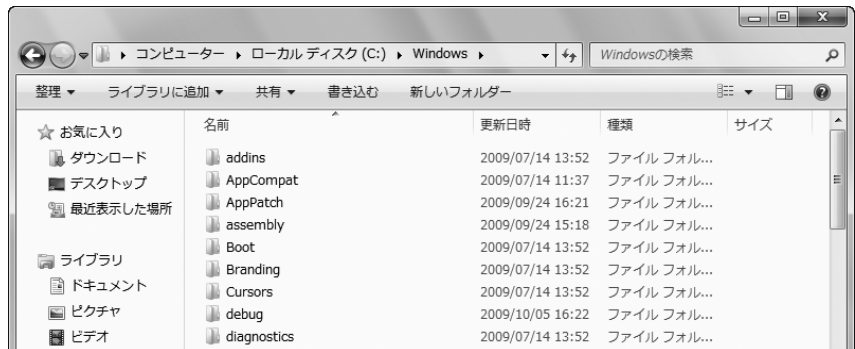 コンピューター ▸ ローカル ディスク (C:) ▸ Windows ▸
Windowsの検索
整理 ▼ ライブラリに追加 ▼ 共有 ▼ 書き込む 新しいフォルダー
お気に入り
ダウンロード
デスクトップ
最近表示した場所
ライブラリ
ドキュメント
ピクチャ
ビデオ
名前 更新日時 種類 サイズ
addins 2009/07/14 13:52 ファイル フォル...
AppCompat 2009/07/14 11:37 ファイル フォル...
AppPatch 2009/09/24 16:21 ファイル フォル...
assembly 2009/09/24 15:18 ファイル フォル...
Boot 2009/07/14 13:52 ファイル フォル...
Branding 2009/07/14 13:52 ファイル フォル...
Cursors 2009/07/14 13:52 ファイル フォル...
debug 2009/10/05 16:22 ファイル フォル...
diagnostics 2009/07/14 13:52 ファイル フォル...